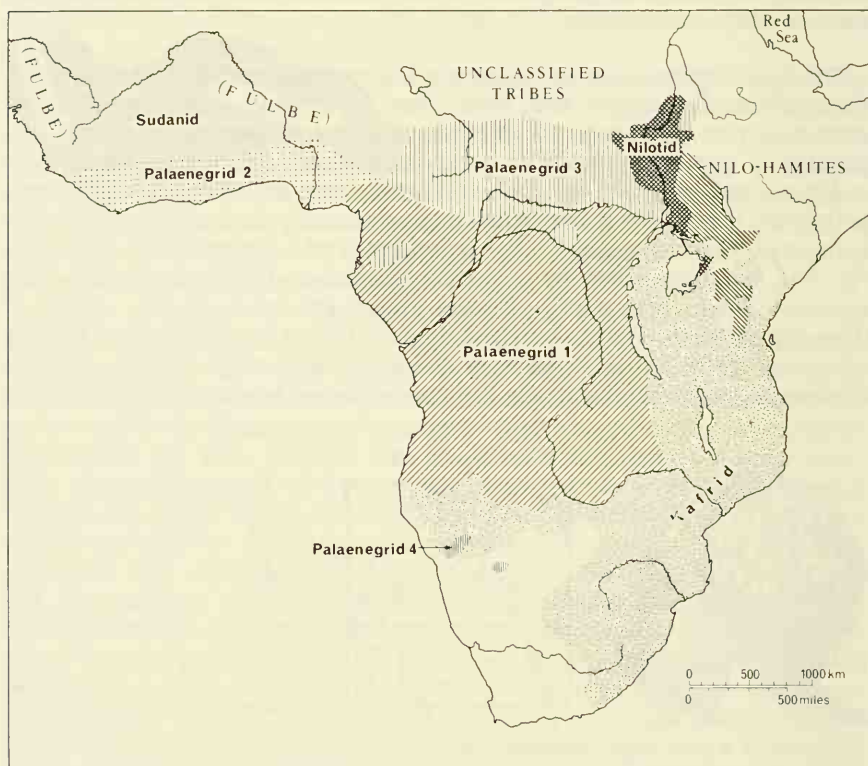 Red
Sea
(FULBE)
(FULBE)
UNCLASSIFIED
TRIBES
Sudanid
Nilotid
Palaenegrid 2
Palaenegrid 3
NILO-HAMITES
Palaenegrid 1
Kafrid
Palaenegrid 4
0 500 1000 km
0 500 miles